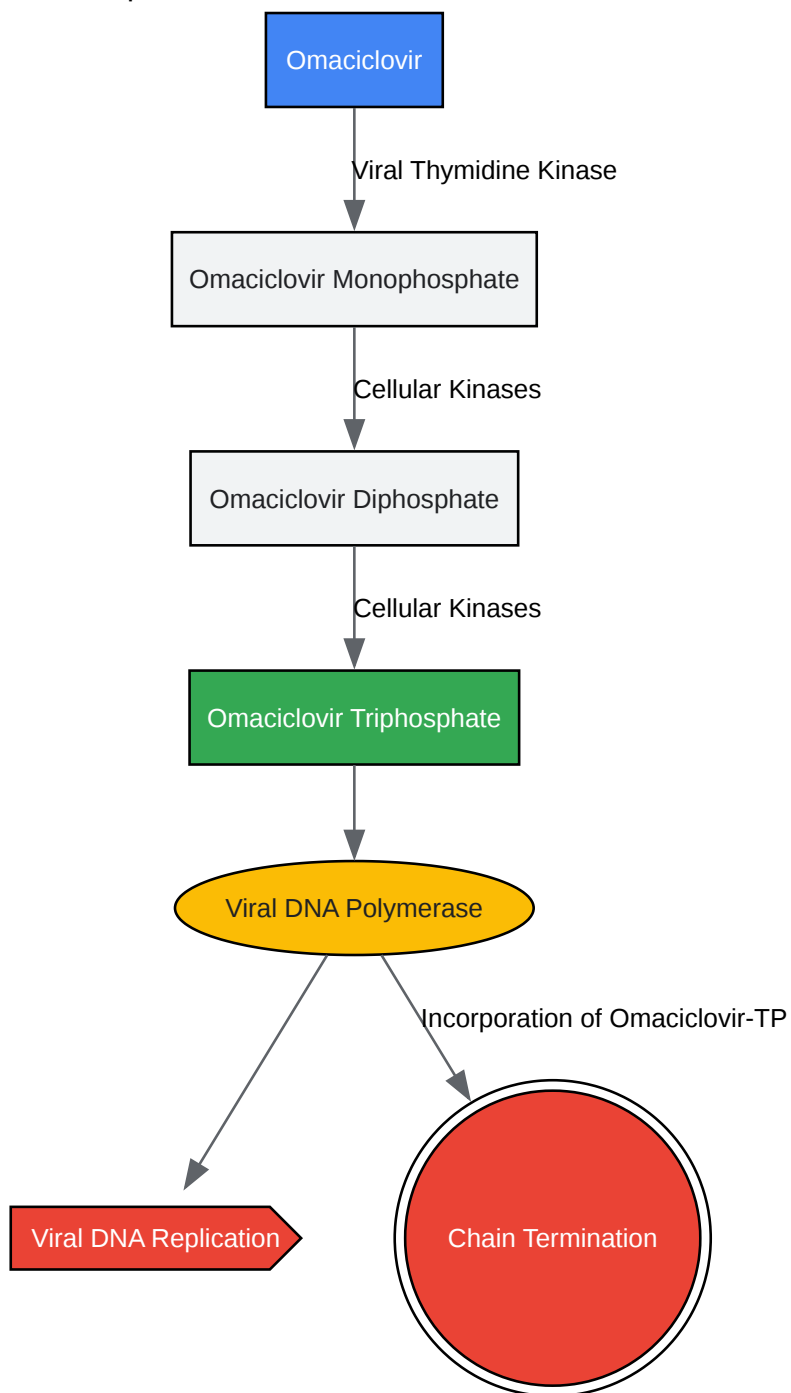 Omaciclovir
Viral Thymidine Kinase
Omaciclovir Monophosphate
Cellular Kinases
Omaciclovir Diphosphate
Cellular Kinases
Omaciclovir Triphosphate
Viral DNA Polymerase
Incorporation of Omaciclovir-TP
Viral DNA Replication
Chain Termination